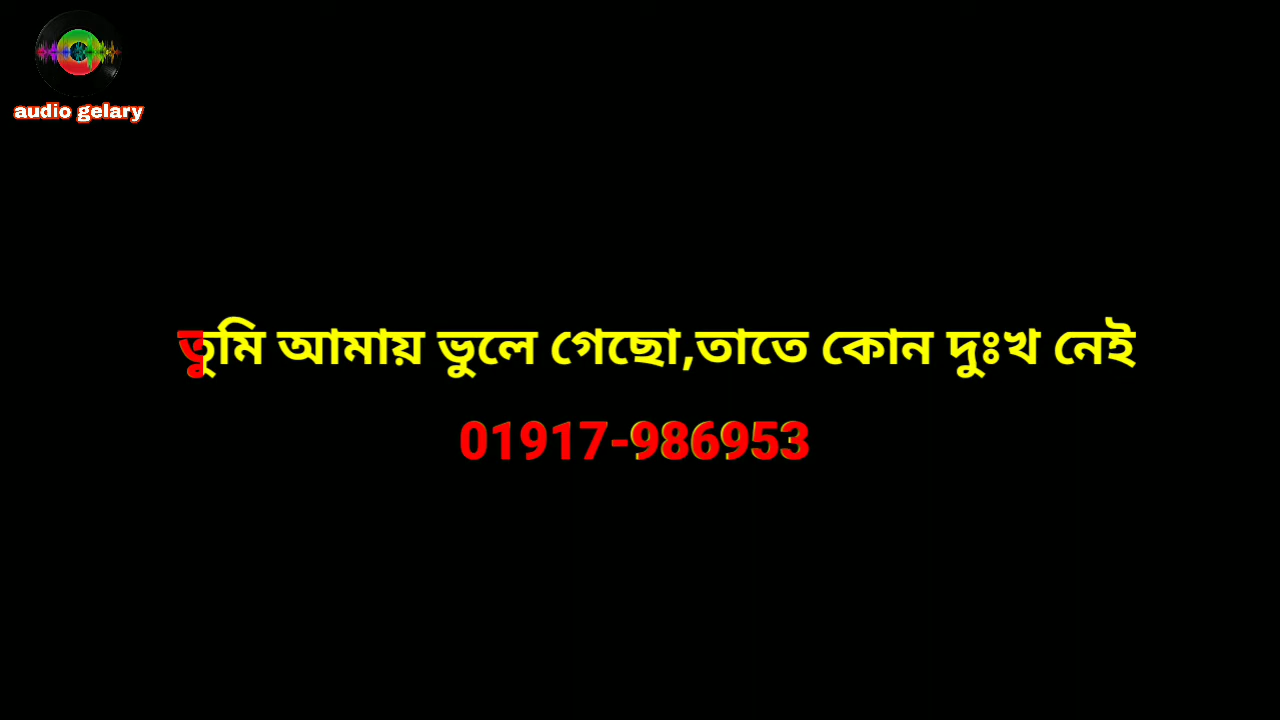 audio gelary
তুমি আমায় ভুলে গেছো,তাতে কোন দুঃখ নেই
01917-986953